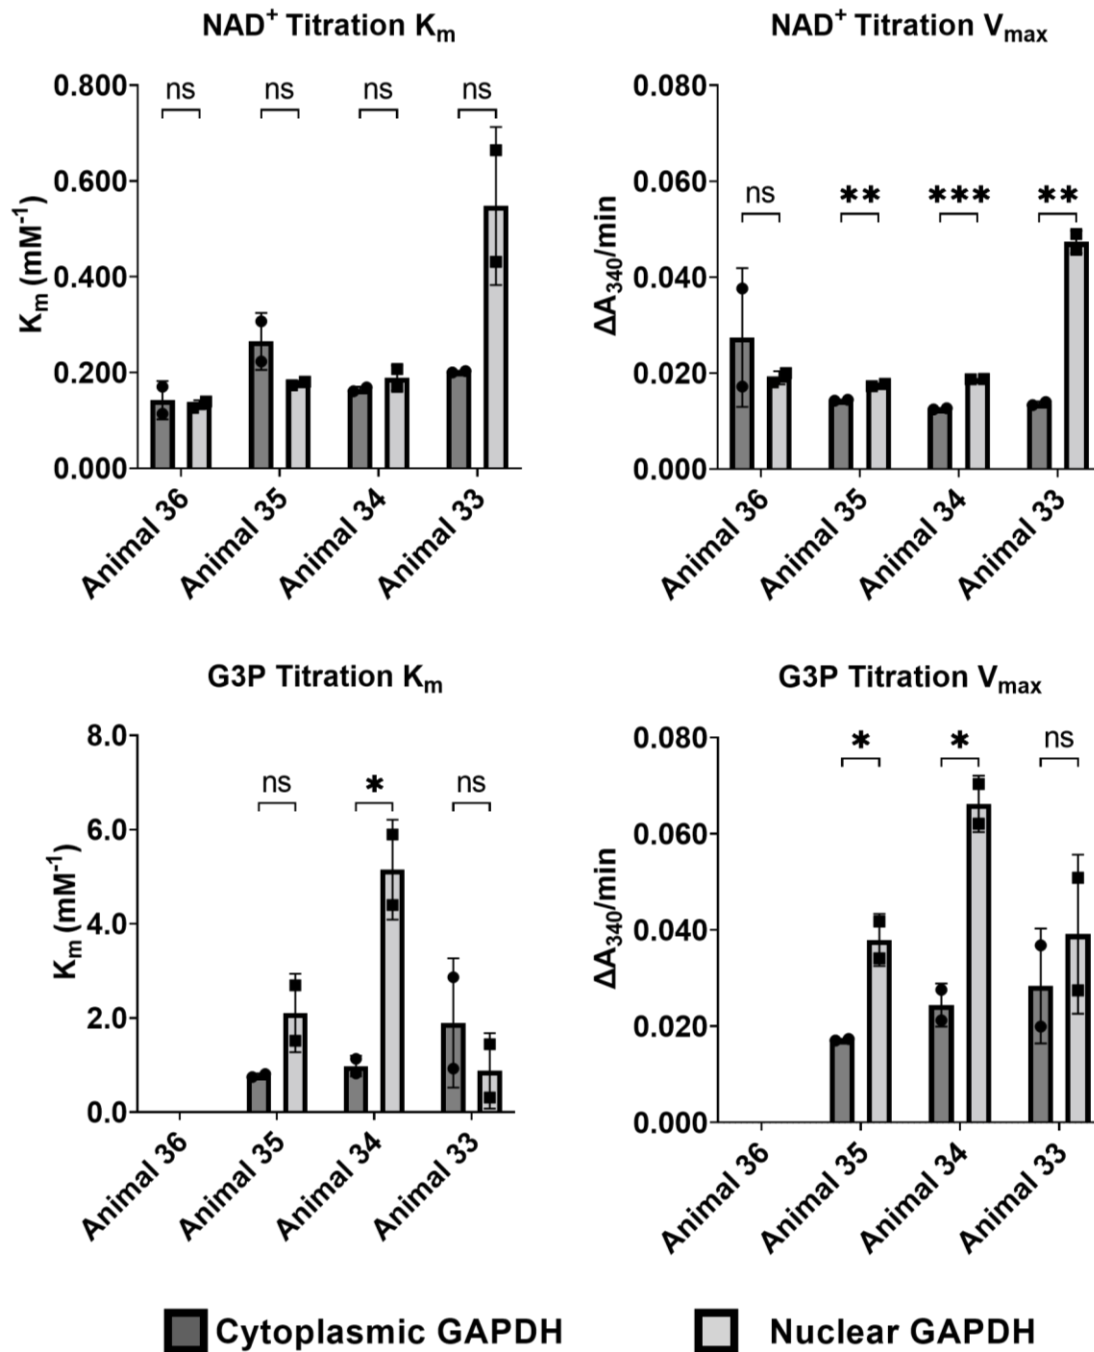 NAD⁺ Titration Kₘ
Kₘ (mM⁻¹)
0.800
0.600
0.400
0.200
0.000
ns
ns
ns
ns
Animal 36
Animal 35
Animal 34
Animal 33
NAD⁺ Titration Vₘₐₓ
ΔA₃₄₀/min
0.080
0.060
0.040
0.020
0.000
ns
**
***
**
Animal 36
Animal 35
Animal 34
Animal 33
G3P Titration Kₘ
Kₘ (mM⁻¹)
8.0
6.0
4.0
2.0
0.0
ns
*
ns
Animal 36
Animal 35
Animal 34
Animal 33
G3P Titration Vₘₐₓ
ΔA₃₄₀/min
0.080
0.060
0.040
0.020
0.000
*
*
ns
Animal 36
Animal 35
Animal 34
Animal 33
Cytoplasmic GAPDH
Nuclear GAPDH